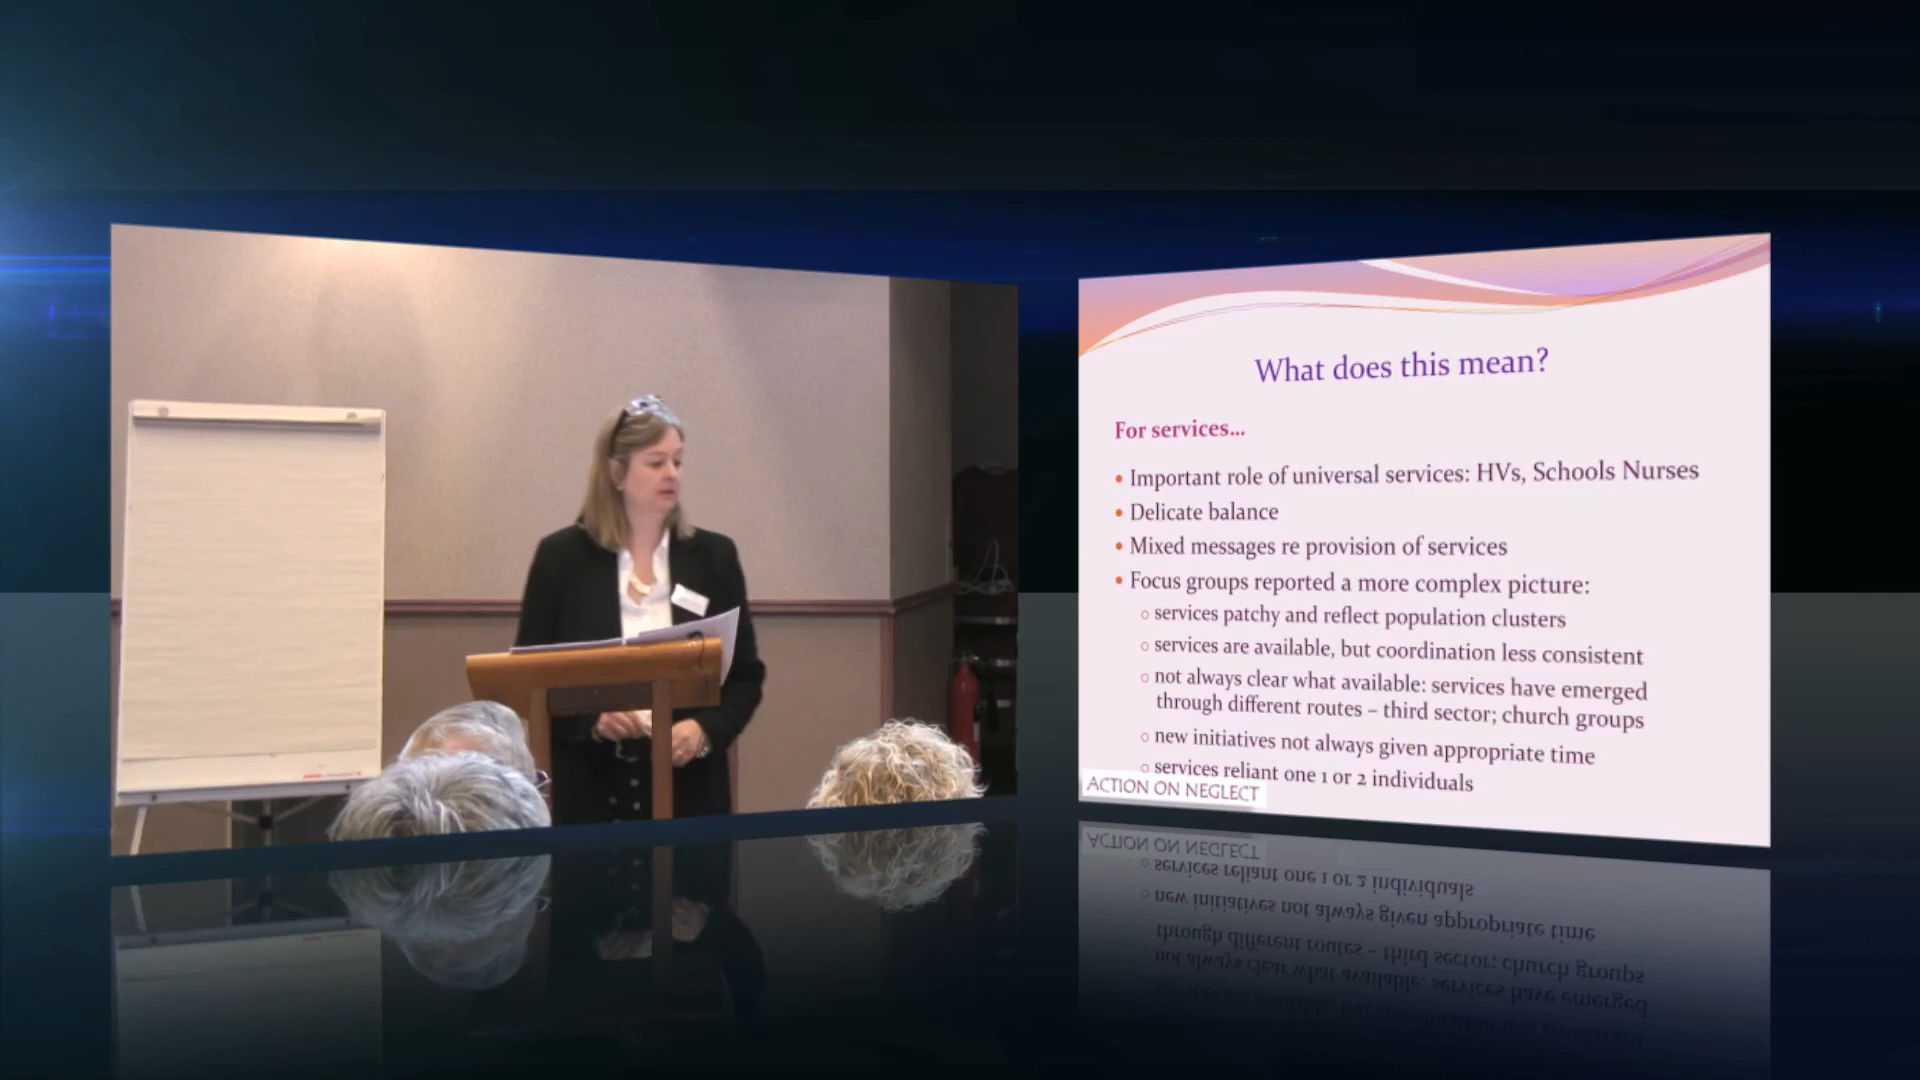 What does this mean?
For services...
• Important role of universal services: HVs, Schools Nurses
• Delicate balance
• Mixed messages re provision of services
• Focus groups reported a more complex picture:
○ services patchy and reflect population clusters
○ services are available, but coordination less consistent
○ not always clear what available: services have emerged
through different routes – third sector; church groups
○ new initiatives not always given appropriate time
○ services reliant one 1 or 2 individuals
ACTION ON NEGLECT